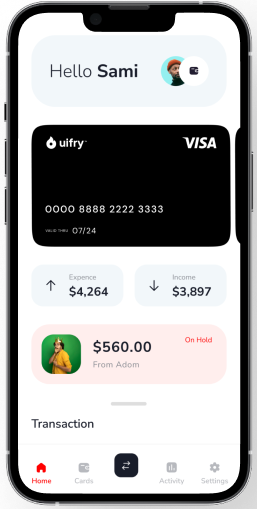 Hello Sami
uifry
VISA
0000 8888 2222 3333
VALID THRU 07/24
Expence
$4,264
Income
$3,897
$560.00
On Hold
From Adom
Transaction
Home
Cards
Activity
Settings